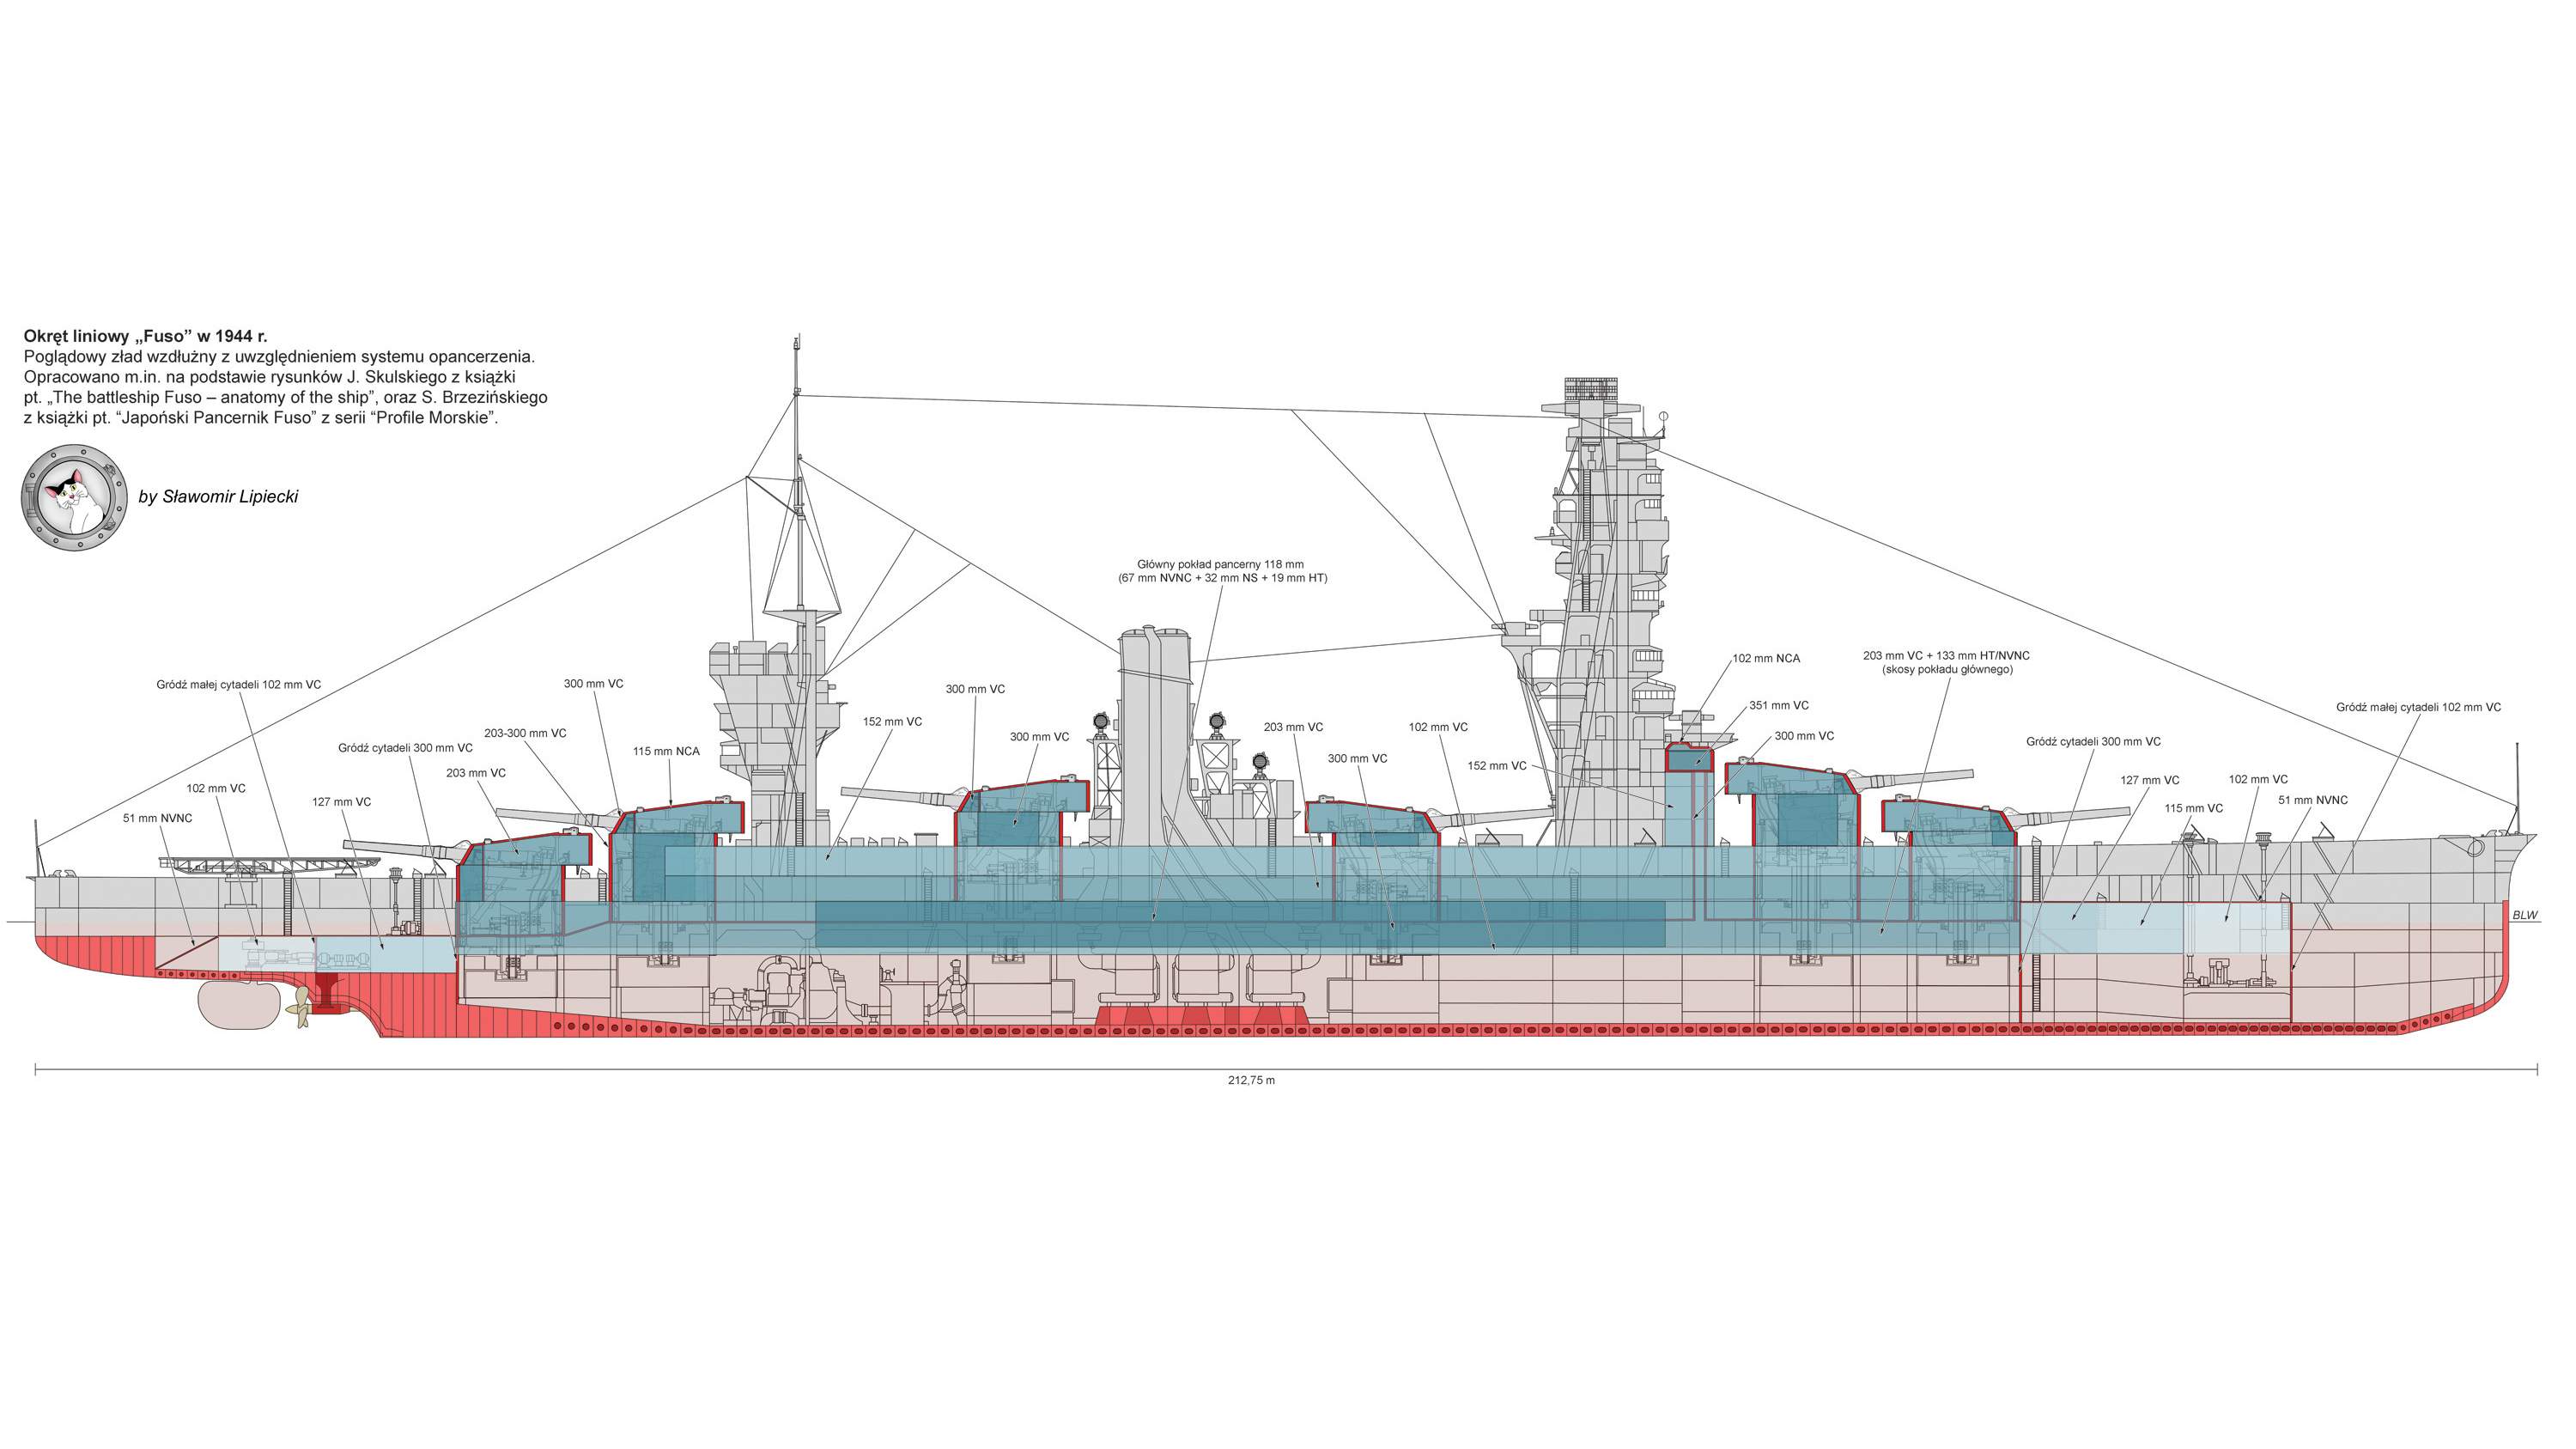 Okręt liniowy „Fuso” w 1944 r.
Poglądowy zład wzdłużny z uwzględnieniem systemu opancerzenia.
Opracowano m.in. na podstawie rysunków J. Skulskiego z książki
pt. „The battleship Fuso – anatomy of the ship”, oraz S. Brzezińskiego
z książki pt. “Japoński Pancernik Fuso” z serii “Profile Morskie”.
by Sławomir Lipiecki
Główny pokład pancerny 118 mm
(67 mm NVNC + 32 mm NS + 19 mm HT)
Gródź małej cytadeli 102 mm VC
300 mm VC
203-300 mm VC
Gródź cytadeli 300 mm VC
115 mm NCA
203 mm VC
102 mm VC
127 mm VC
51 mm NVNC
152 mm VC
300 mm VC
300 mm VC
203 mm VC
300 mm VC
102 mm VC
152 mm VC
102 mm NCA
351 mm VC
300 mm VC
203 mm VC + 133 mm HT/NVNC
(skosy pokładu głównego)
Gródź małej cytadeli 102 mm VC
Gródź cytadeli 300 mm VC
127 mm VC
102 mm VC
115 mm VC
51 mm NVNC
BLW
212,75 m